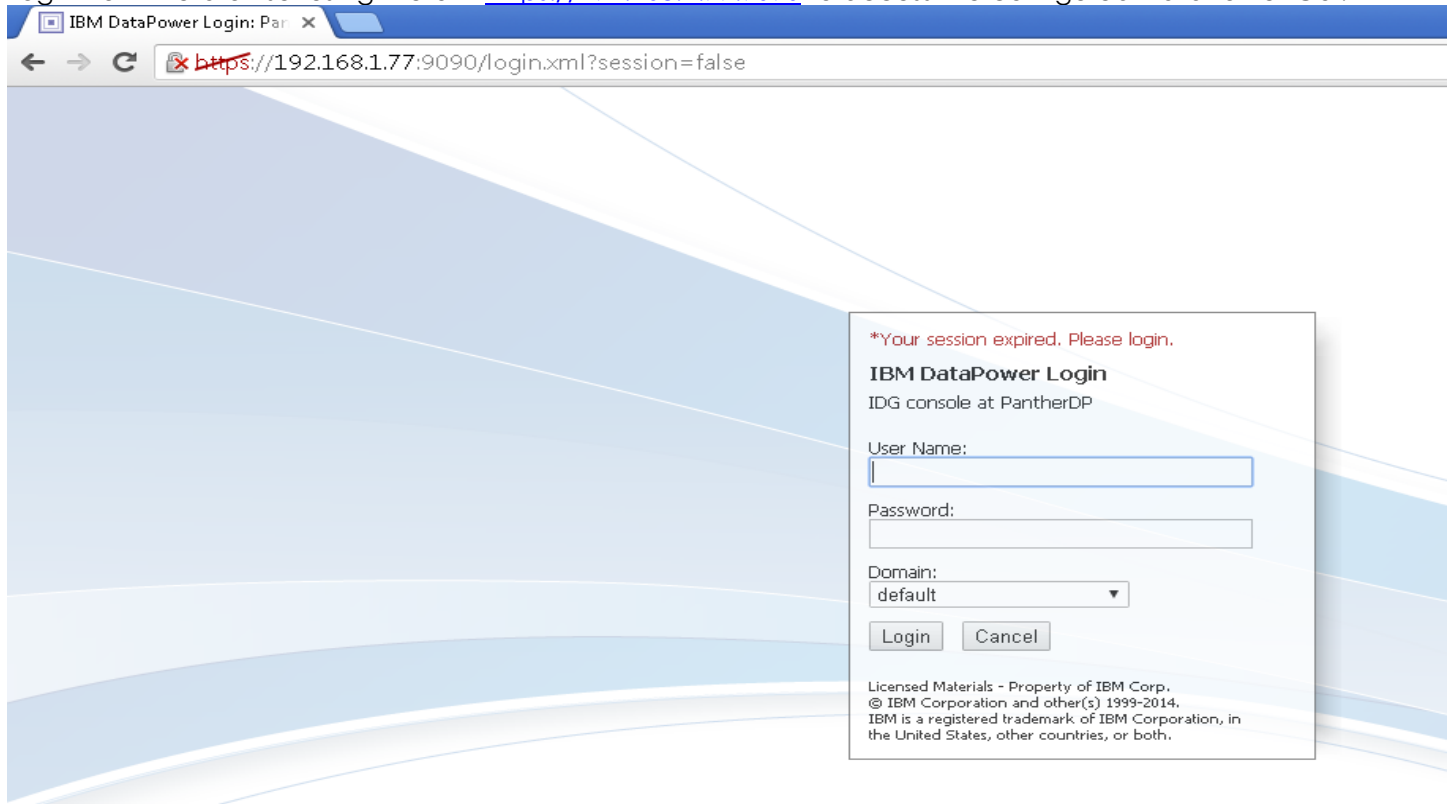 IBM DataPower Login: Pan
https://192.168.1.77:9090/login.xml?session=false
*Your session expired. Please login.
IBM DataPower Login
IDG console at PantherDP
User Name:
Password:
Domain:
default
Login Cancel
Licensed Materials - Property of IBM Corp.
© IBM Corporation and other(s) 1999-2014.
IBM is a registered trademark of IBM Corporation, in
the United States, other countries, or both.